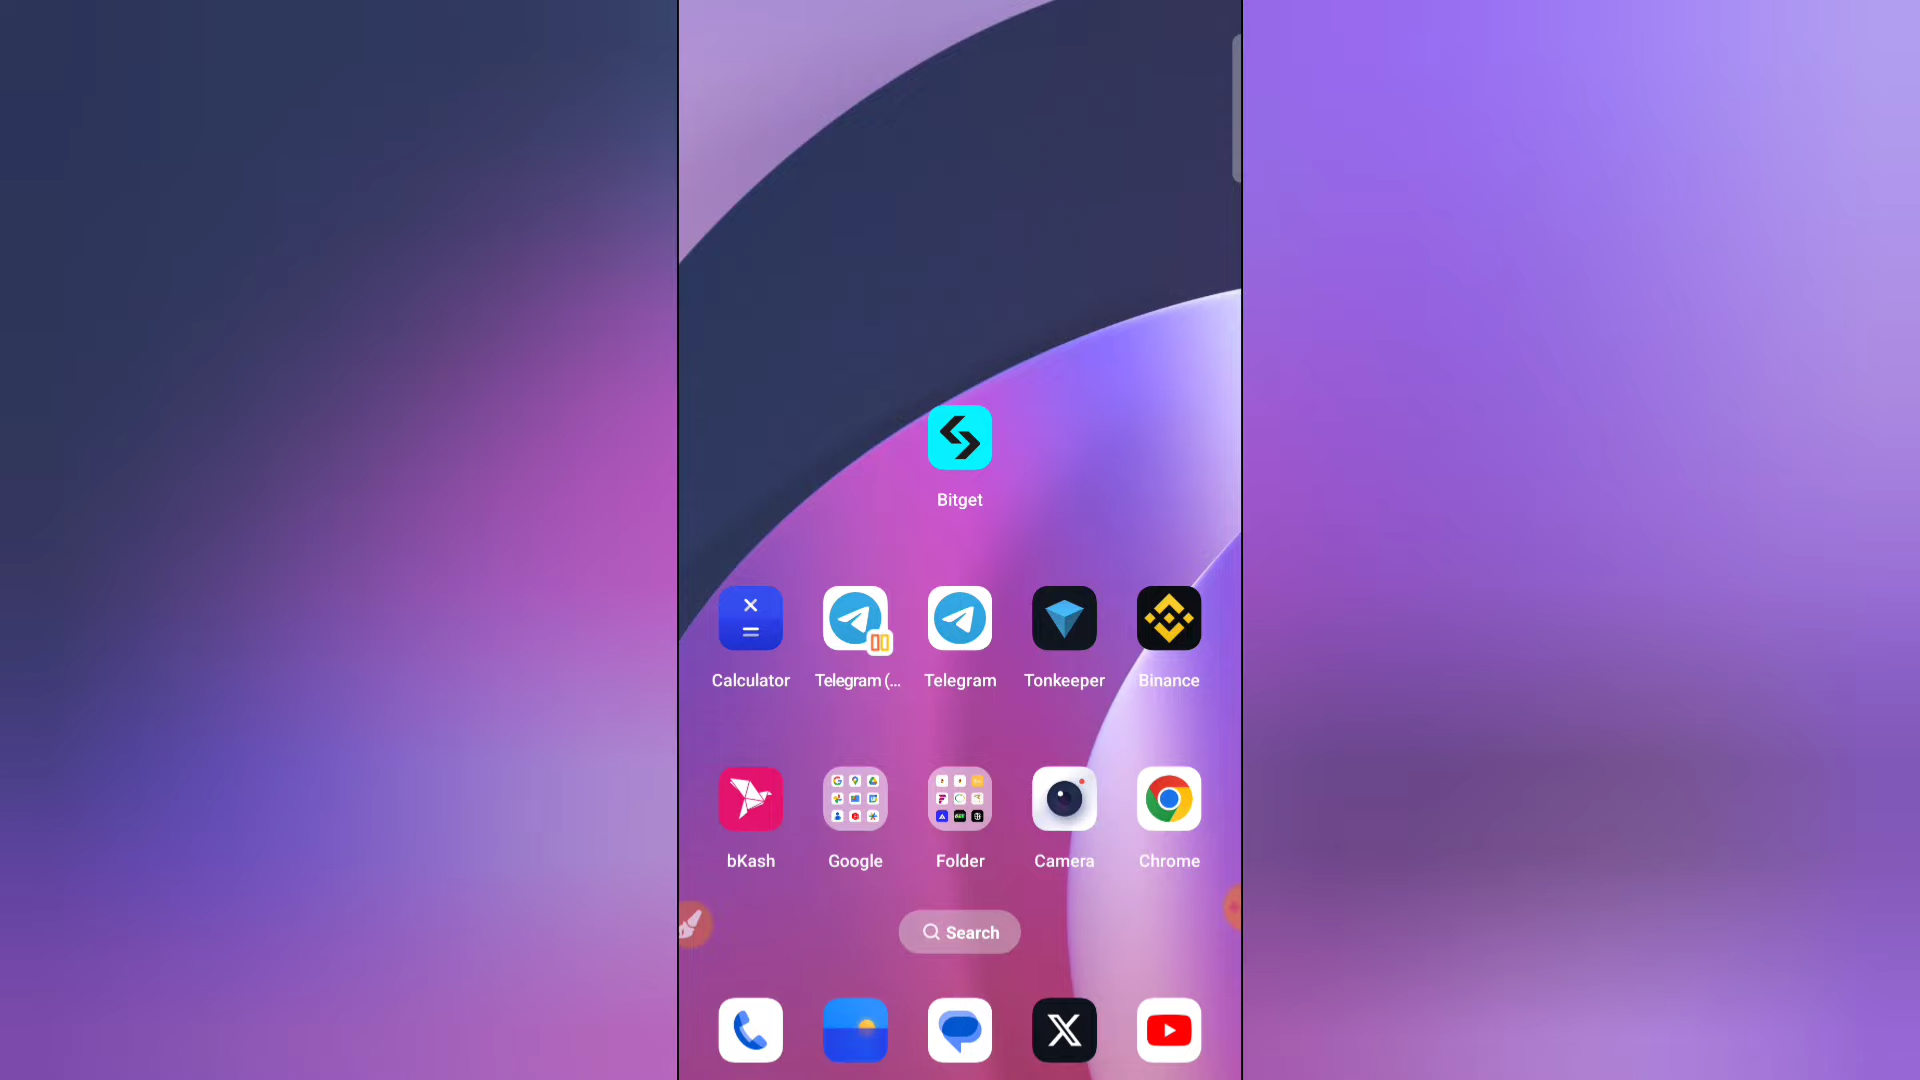 Bitget
Calculator Telegram (... Telegram Tonkeeper Binance
bKash Google Folder Camera Chrome
Search